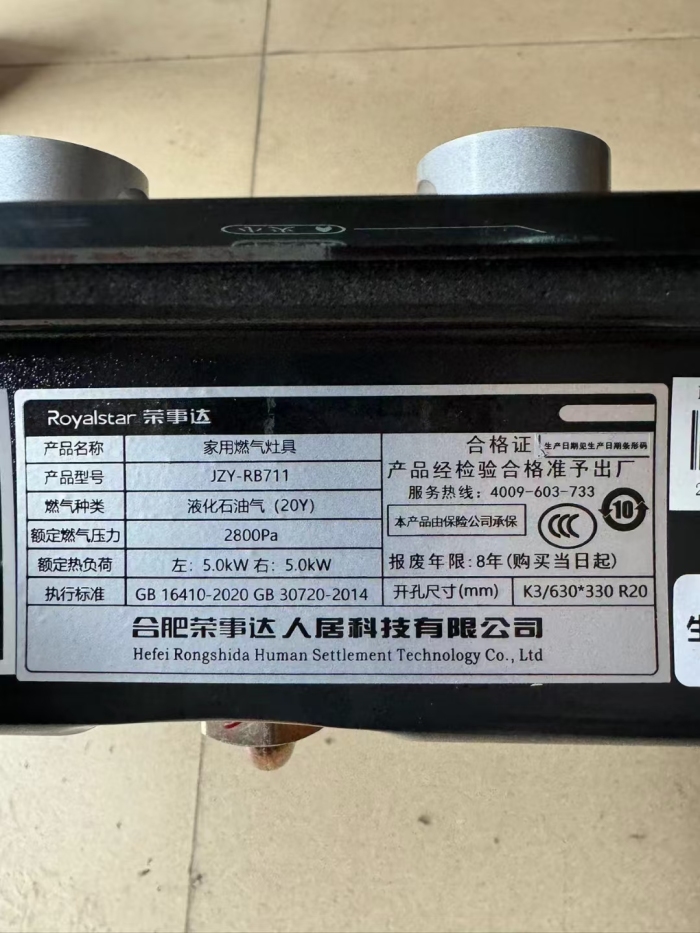 火小
Royalstar 荣事达
产品名称 家用燃气灶具
产品型号 JZY-RB711
燃气种类 液化石油气（20Y）
额定燃气压力 2800Pa
额定热负荷 左：5.0kW 右：5.0kW
执行标准 GB 16410-2020 GB 30720-2014
合格证 生产日期见生产日期条形码
产品经检验合格准予出厂
服务热线：4009-603-733
本产品由保险公司承保
CCC
10
报废年限：8年(购买当日起)
开孔尺寸(mm) K3/630*330 R20
合肥荣事达人居科技有限公司
Hefei Rongshida Human Settlement Technology Co., Ltd